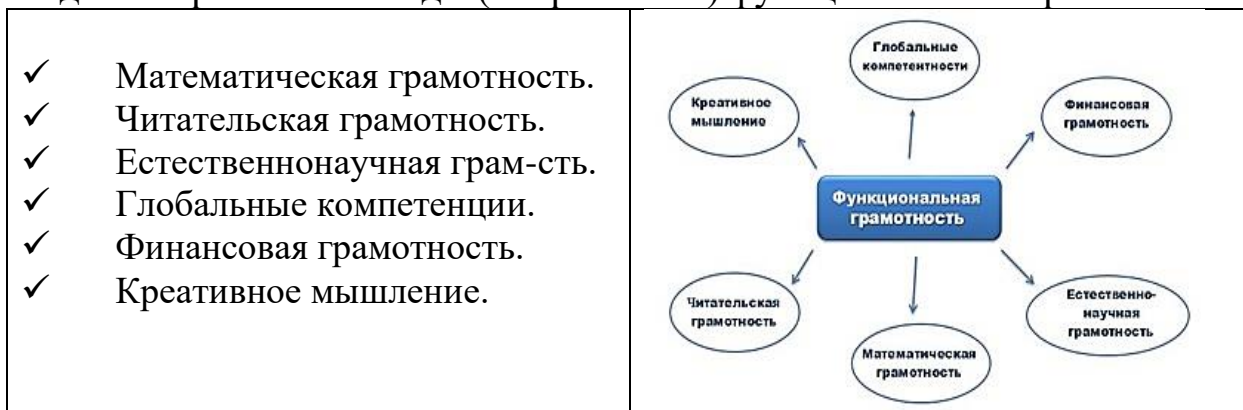 ✓ Математическая грамотность.
✓ Читательская грамотность.
✓ Естественнонаучная грам-сть.
✓ Глобальные компетенции.
✓ Финансовая грамотность.
✓ Креативное мышление.
Глобальные
компетентности
Креативное
мышление
Финансовая
грамотность
Функциональная
грамотность
Читательская
грамотность
Математическая
грамотность
Естественно-
научная
грамотность